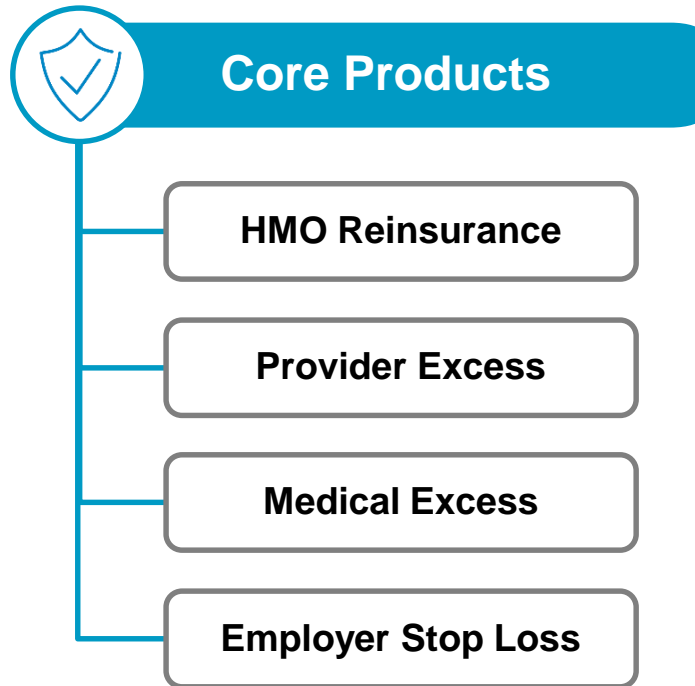 Core Products
HMO Reinsurance
Provider Excess
Medical Excess
Employer Stop Loss